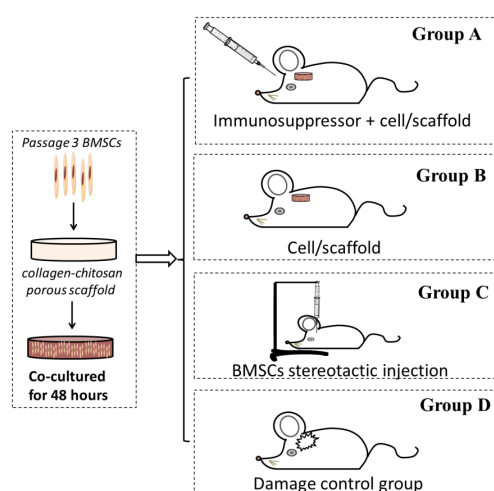 Passage 3 BMSCs
collagen-chitosan
porous scaffold
Co-cultured
for 48 hours
Group A
Immunosuppressor + cell/scaffold
Group B
Cell/scaffold
Group C
BMSCs stereotactic injection
Group D
Damage control group